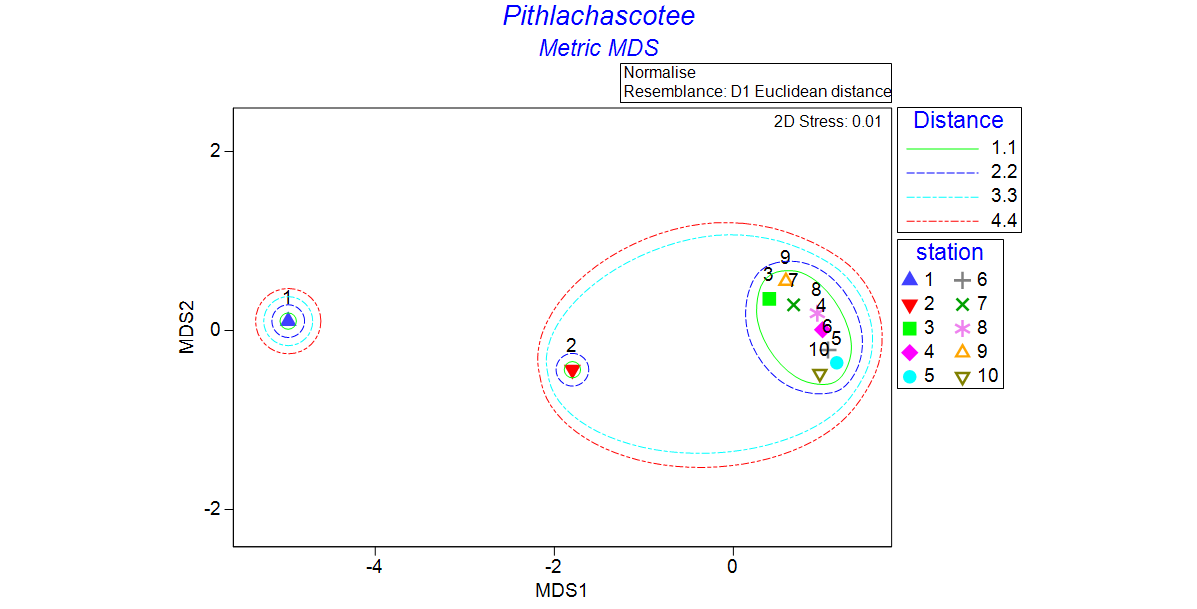 Pithlachascotee
Metric MDS
Normalise
Resemblance: D1 Euclidean distance
2D Stress: 0.01
Distance
1.1
2.2
3.3
4.4
station
1 6
2 7
3 8
4 9
5 10
2
0
-2
MDS2
-4 -2 0
MDS1
9
3 7
8
1
4
6
5
10
2